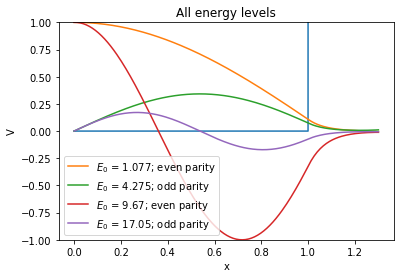 All energy levels
1.00
0.75
0.50
0.25
0.00
−0.25
−0.50
−0.75
−1.00
V
E₀ = 1.077; even parity
E₀ = 4.275; odd parity
E₀ = 9.67; even parity
E₀ = 17.05; odd parity
0.0 0.2 0.4 0.6 0.8 1.0 1.2
x